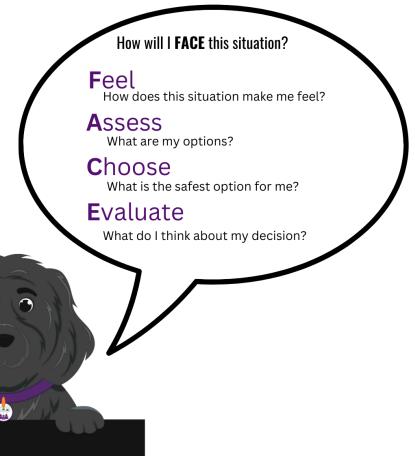 How will I FACE this situation?
Feel
How does this situation make me feel?
Assess
What are my options?
Choose
What is the safest option for me?
Evaluate
What do I think about my decision?